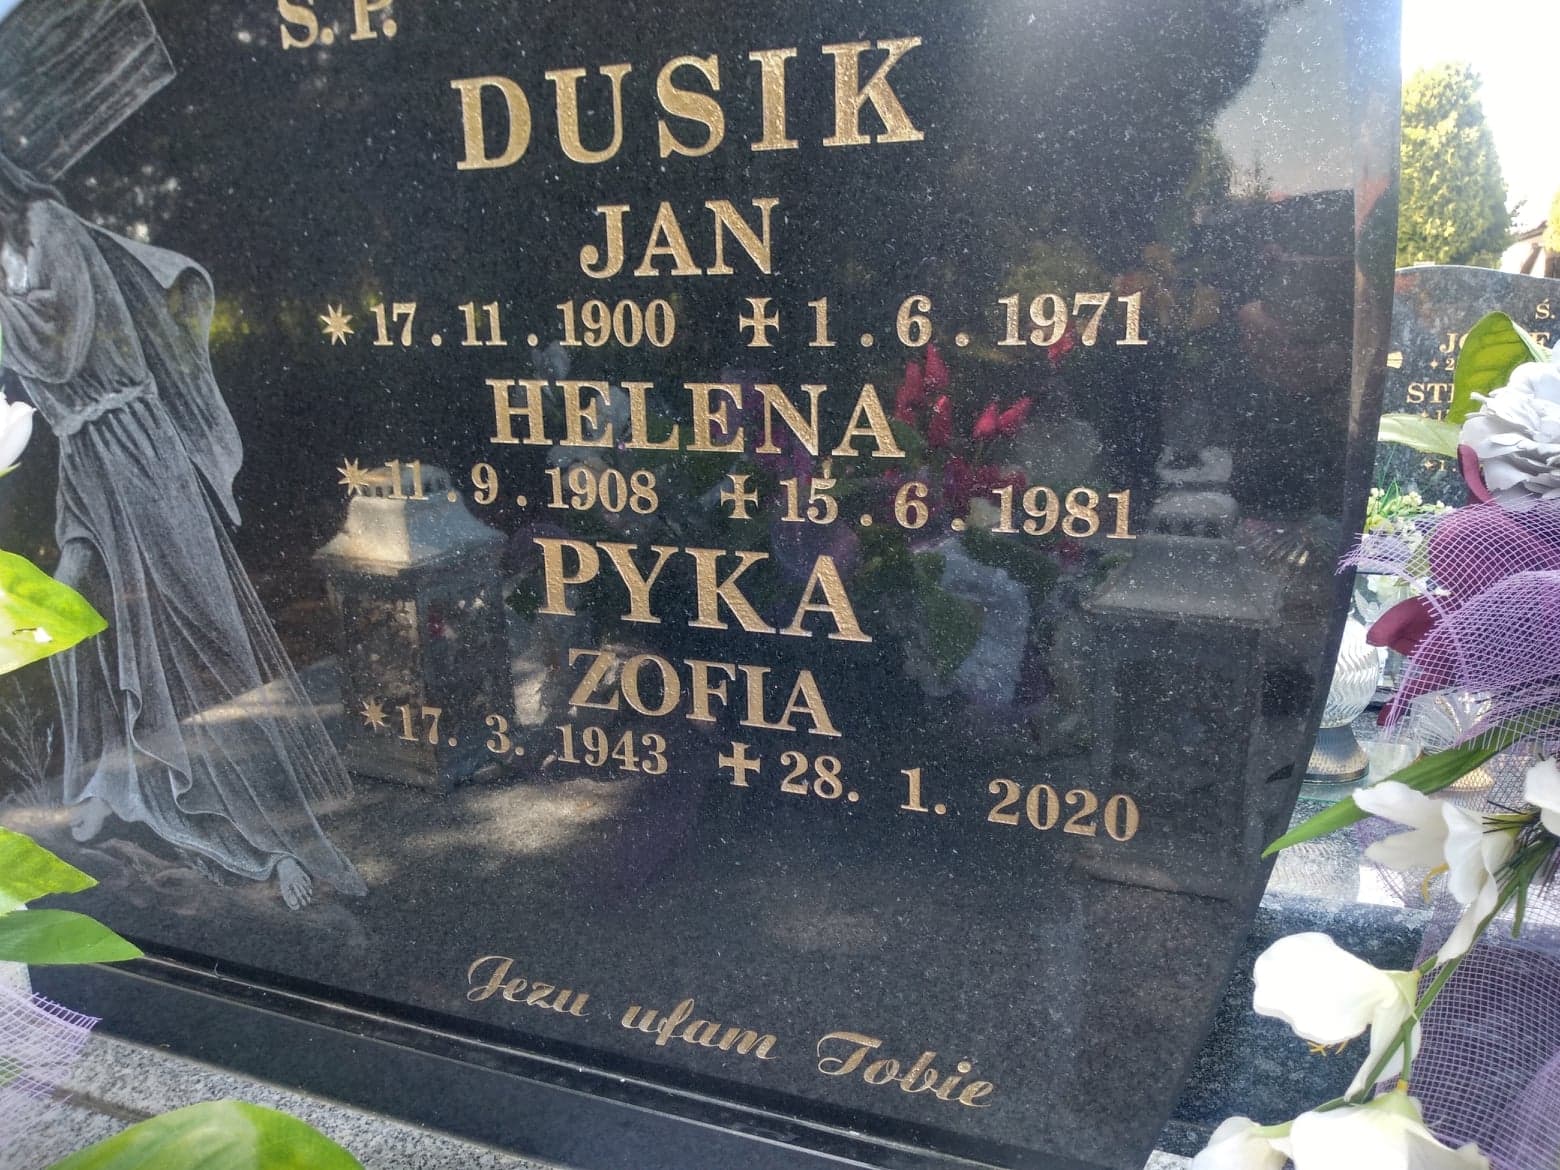 Ś.P.
DUSIK
JAN
* 17.11.1900 ✝ 1.6.1971
HELENA
* 11.9.1908 ✝ 15.6.1981
PYKA
ZOFIA
* 17. 3. 1943 ✝ 28. 1. 2020
Jezu ufam Tobie
Ś.